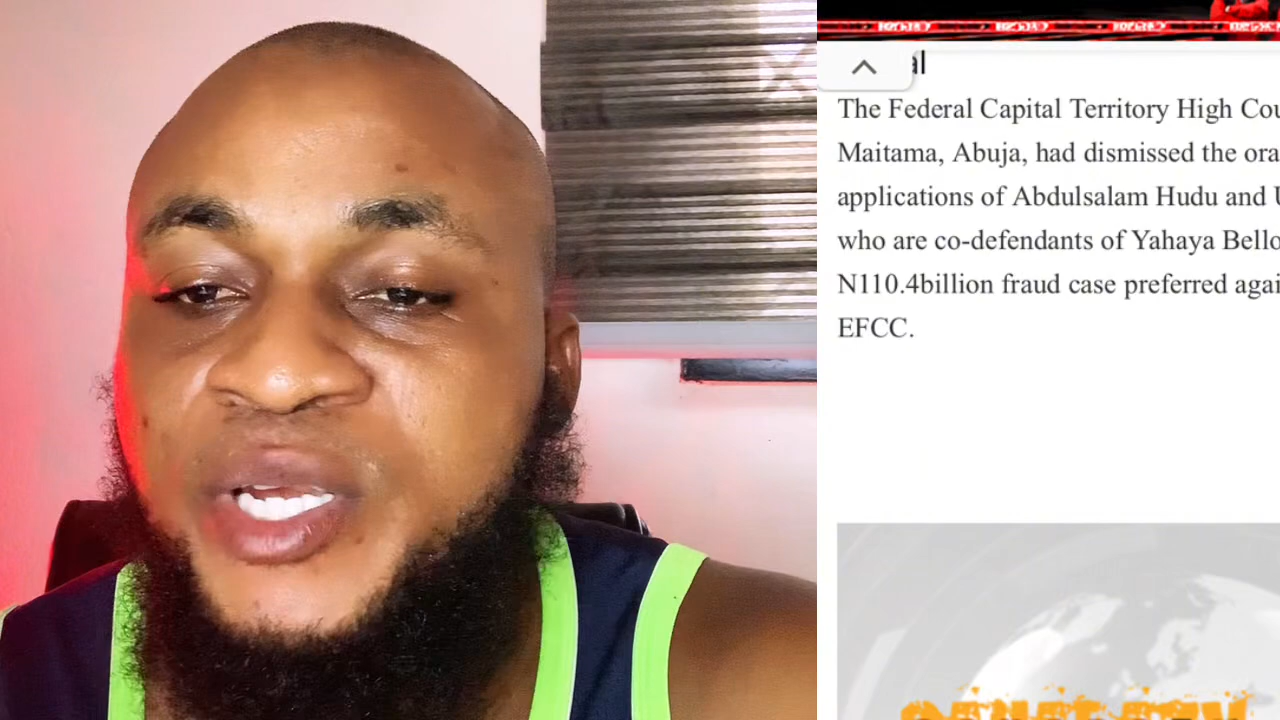 al
The Federal Capital Territory High Cou
Maitama, Abuja, had dismissed the ora
applications of Abdulsalam Hudu and U
who are co-defendants of Yahaya Bello
N110.4billion fraud case preferred agai
EFCC.